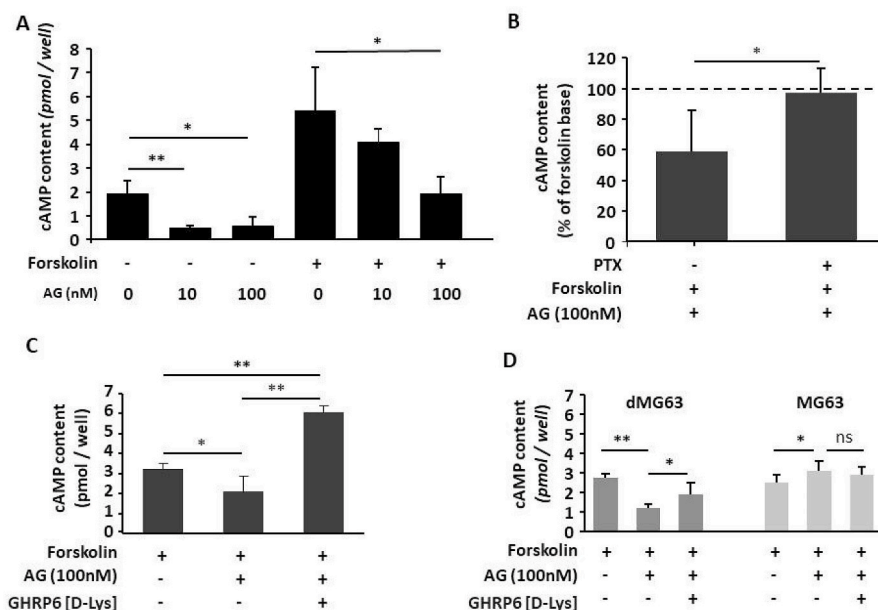 A
cAMP content (pmol / well)
8
7
6
5
4
3
2
1
0
*
**
*
Forskolin - - - + + +
AG (nM) 0 10 100 0 10 100
B
cAMP content
(% of forskolin base)
120
100
80
60
40
20
0
*
PTX - +
Forskolin + +
AG (100nM) + +
C
cAMP content
(pmol / well)
7
6
5
4
3
2
1
0
**
**
*
Forskolin + + +
AG (100nM) - + +
GHRP6 [D-Lys] - - +
D
cAMP content
(pmol / well)
7
6
5
4
3
2
1
0
dMG63 MG63
** * * ns
Forskolin + + + + + +
AG (100nM) - + + - + +
GHRP6 [D-Lys] - - + - - +